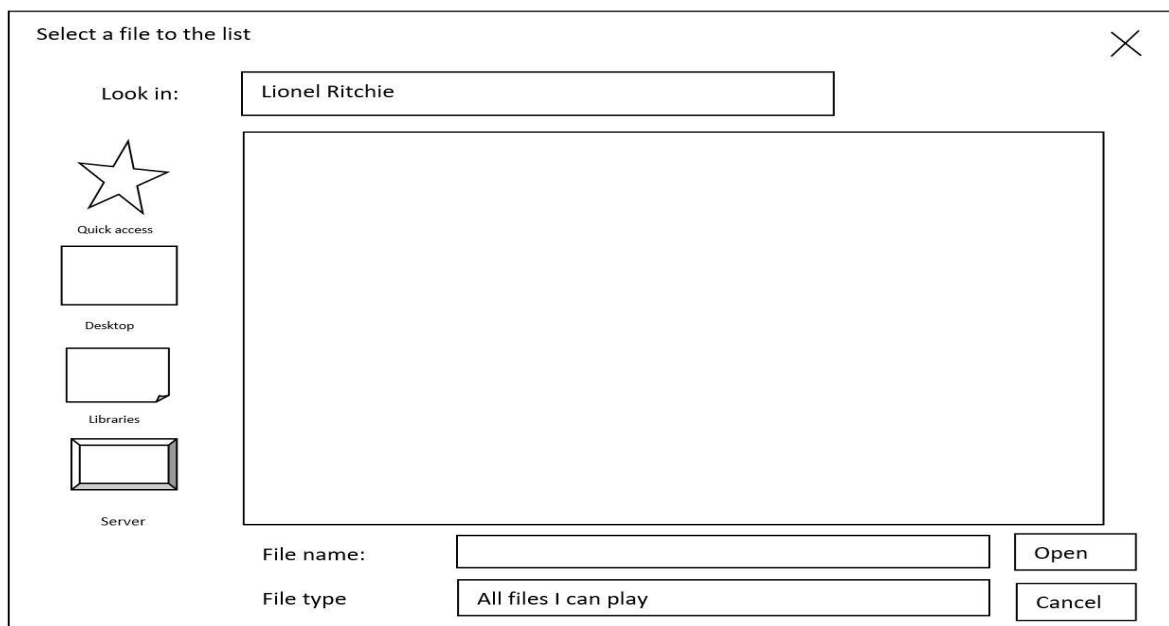 Select a file to the list
Look in:
Lionel Ritchie
Quick access
Desktop
Libraries
Server
File name:
Open
File type
All files I can play
Cancel